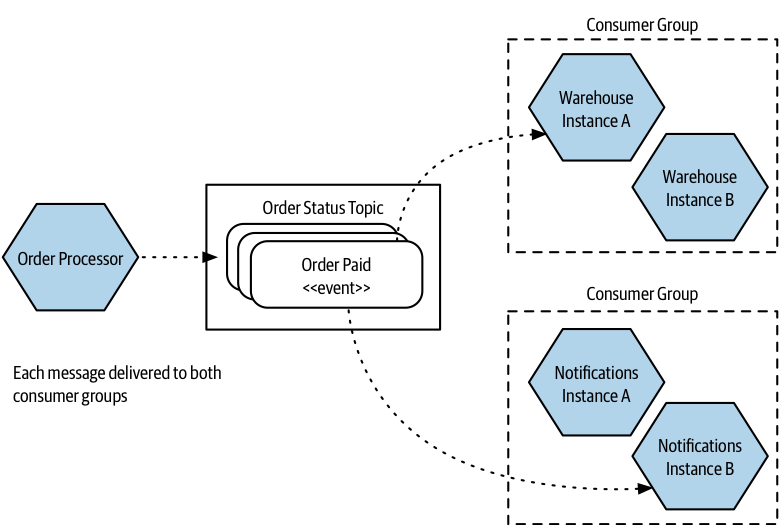 Consumer Group
Warehouse
Instance A
Warehouse
Instance B
Order Status Topic
Order Processor
Order Paid
<<event>>
Consumer Group
Each message delivered to both
consumer groups
Notifications
Instance A
Notifications
Instance B